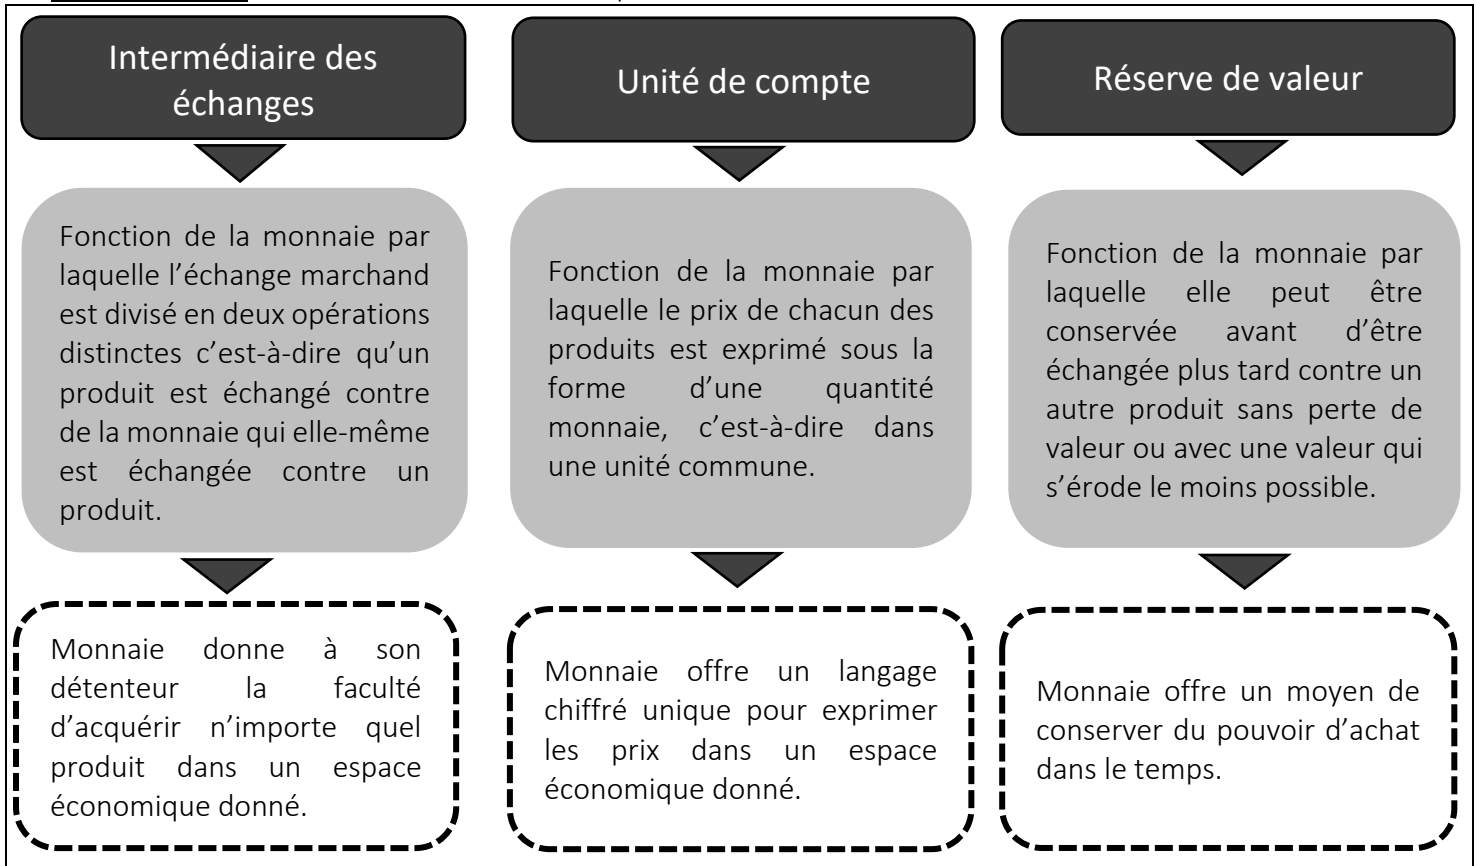 Intermédiaire des
échanges
Fonction de la monnaie par
laquelle l’échange marchand
est divisé en deux opérations
distinctes c’est-à-dire qu’un
produit est échangé contre
de la monnaie qui elle-même
est échangée contre un
produit.
Monnaie donne à son
détenteur la faculté
d’acquérir n’importe quel
produit dans un espace
économique donné.
Unité de compte
Fonction de la monnaie par
laquelle le prix de chacun des
produits est exprimé sous la
forme d’une quantité
monnaie, c’est-à-dire dans
une unité commune.
Monnaie offre un langage
chiffré unique pour exprimer
les prix dans un espace
économique donné.
Réserve de valeur
Fonction de la monnaie par
laquelle elle peut être
conservée avant d’être
échangée plus tard contre un
autre produit sans perte de
valeur ou avec une valeur qui
s’érode le moins possible.
Monnaie offre un moyen de
conserver du pouvoir d’achat
dans le temps.